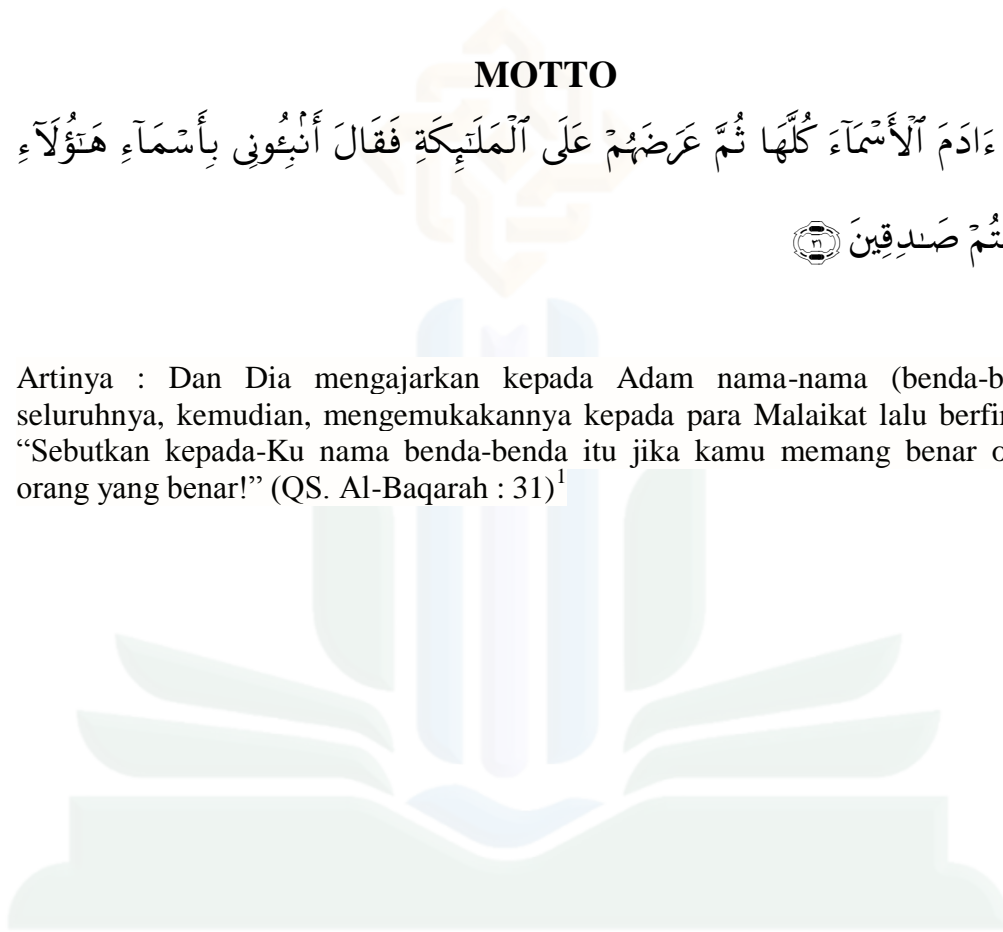 MOTTO
ءَادَمَ ٱلْأَسْمَآءَ كُلَّهَا ثُمَّ عَرَضَهُمْ عَلَى ٱلْمَلَـٰٓئِكَةِ فَقَالَ أَنۢبِـُٔونِى بِأَسْمَآءِ هَـٰٓؤُلَآءِ
صَـٰدِقِينَ ٣١
Artinya : Dan Dia mengajarkan kepada Adam nama-nama (benda-b
seluruhnya, kemudian, mengemukakannya kepada para Malaikat lalu berfir
“Sebutkan kepada-Ku nama benda-benda itu jika kamu memang benar o
orang yang benar!” (QS. Al-Baqarah : 31)1